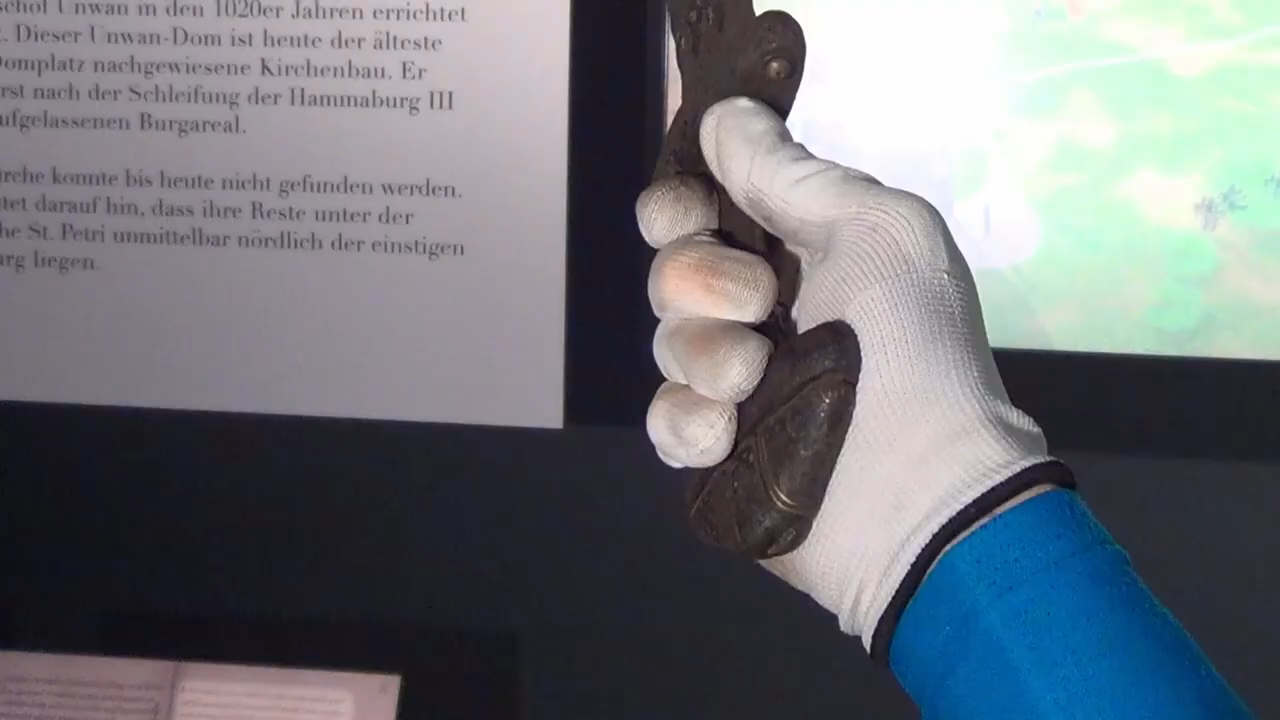 Unwan in den 1020er Jahren errichtet
. Dieser Unwan-Dom ist heute der älteste
omplatz nachgewiesene Kirchenbau. Er
rst nach der Schleifung der Hammaburg III
ufgelassenen Burgareal.
rche konnte bis heute nicht gefunden werden.
tet darauf hin, dass ihre Reste unter der
he St. Petri unmittelbar nördlich der einstigen
rg liegen.